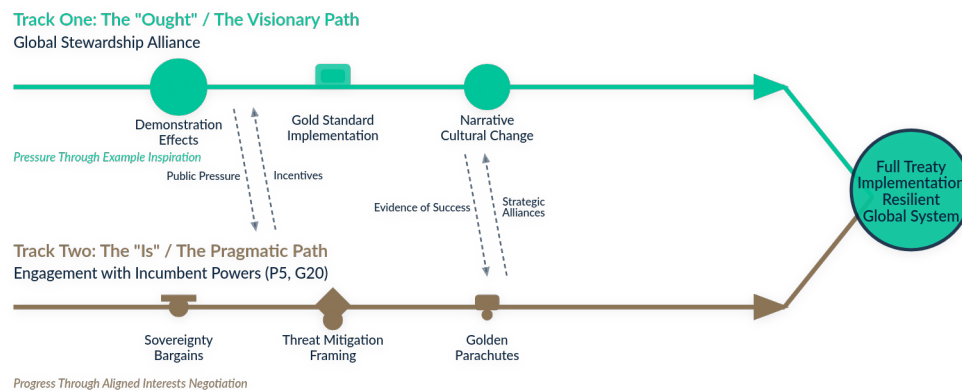 Track One: The "Ought" / The Visionary Path
Global Stewardship Alliance
Demonstration
Effects
Gold Standard
Implementation
Narrative
Cultural Change
Pressure Through Example Inspiration
Public Pressure
Incentives
Evidence of Success
Strategic
Alliances
Full Treaty
Implementation
Resilient
Global System
Track Two: The "Is" / The Pragmatic Path
Engagement with Incumbent Powers (P5, G20)
Sovereignty
Bargains
Threat Mitigation
Framing
Golden
Parachutes
Progress Through Aligned Interests Negotiation